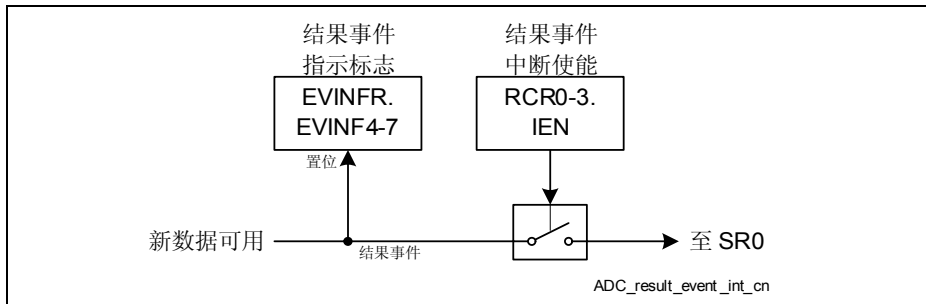 结果事件
指示标志
EVINFR.
EVINF4-7
置位
结果事件
中断使能
RCR0-3.
IEN
新数据可用
结果事件
至 SR0
ADC_result_event_int_cn